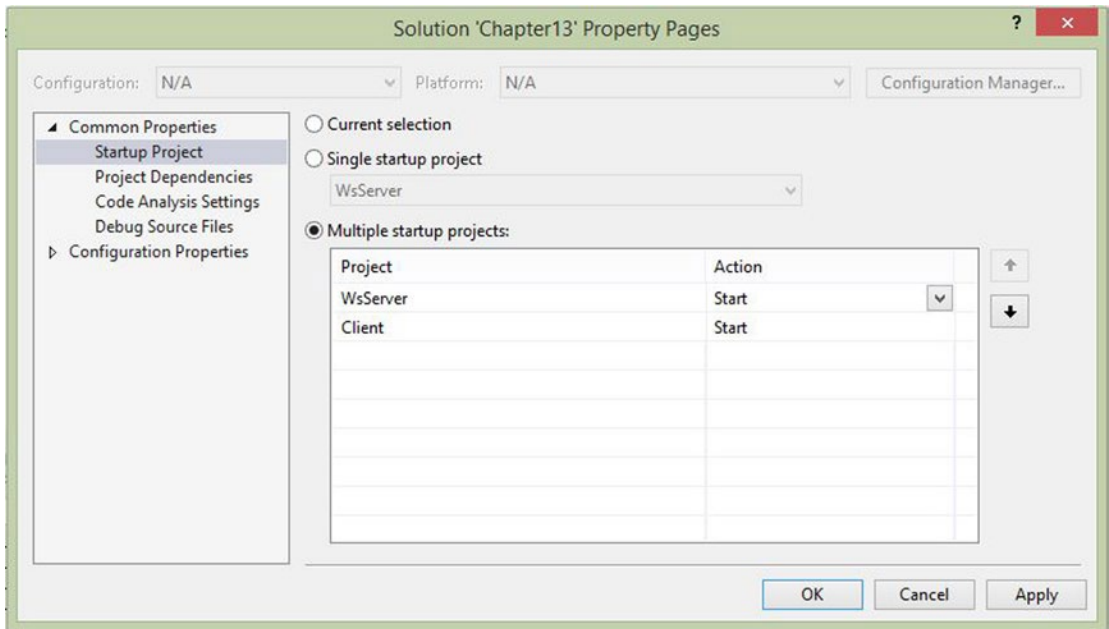 Solution 'Chapter13' Property Pages
?
Configuration: N/A Platform: N/A Configuration Manager...
Common Properties
Startup Project
Project Dependencies
Code Analysis Settings
Debug Source Files
Configuration Properties
Current selection
Single startup project
WsServer
Multiple startup projects:
Project Action
WsServer Start
Client Start
OK Cancel Apply